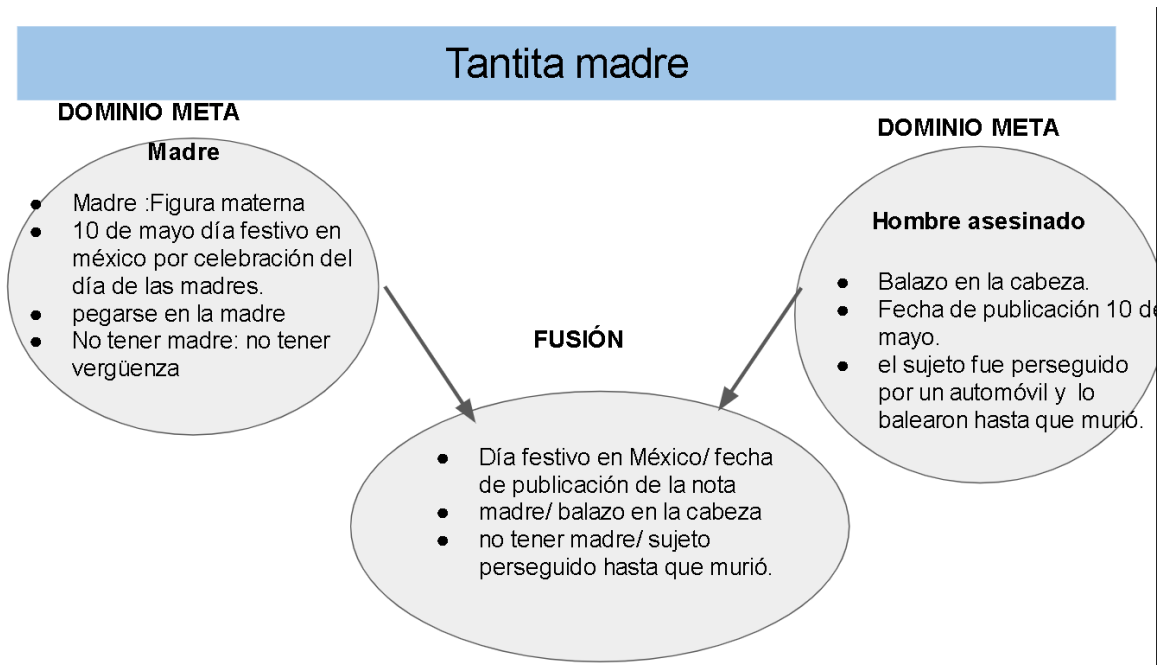 Tantita madre
DOMINIO META
Madre
● Madre :Figura materna
● 10 de mayo día festivo en
méxico por celebración del
día de las madres.
● pegarse en la madre
● No tener madre: no tener
vergüenza
DOMINIO META
Hombre asesinado
● Balazo en la cabeza.
● Fecha de publicación 10 de
mayo.
● el sujeto fue perseguido
por un automóvil y lo
balearon hasta que murió.
FUSIÓN
● Día festivo en México/ fecha
de publicación de la nota
● madre/ balazo en la cabeza
● no tener madre/ sujeto
perseguido hasta que murió.